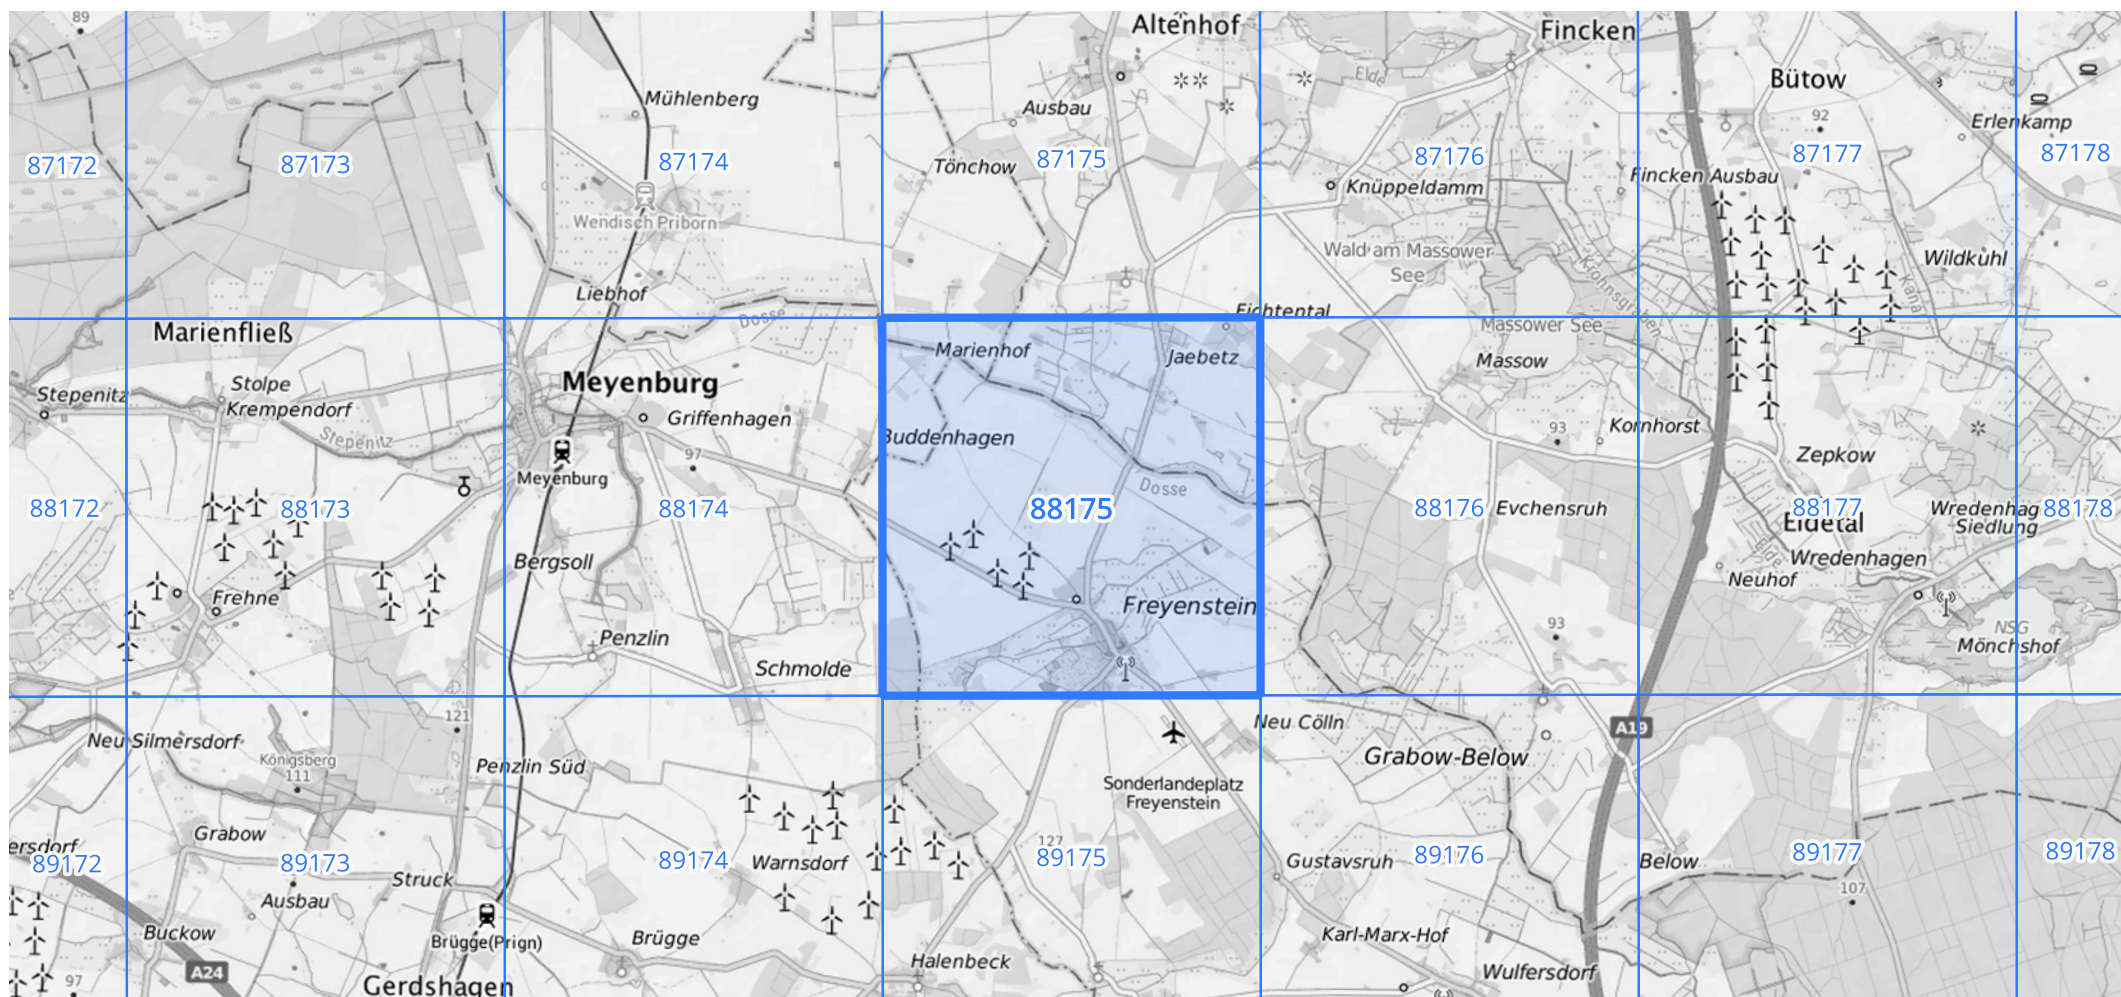 89
Altenhof
Fincken
Elde
Bütow
Mühlenberg
Ausbau
92
Erlenkamp
87172
87173
87174
87175
87176
87177
87178
Tönchow
Knüppeldamm
Fincken Ausbau
Wendisch Priborn
Wald am Massower
See
Krönsgraben
Kanal
Wildkuhl
Liebhof
Dosse
Fichtental
Marienfließ
Marienhof
Jaebetz
Massower See
Massow
Stepenitz
Stolpe
Krempendorf
Meyenburg
Griffenhagen
Stepenitz
Buddenhagen
93
Kornhorst
97
Zepkow
Meyenburg
Dosse
88172
88173
88174
88175
88176
Evchensruh
88177
Eldetal
Wredenhag
Siedlung
88178
Elde
Bergsoll
Wredenhagen
Neuhof
Frehne
Freyenstein
Penzlin
93
NSG
Mönchshof
Schmolde
121
Neu Cölln
A19
Neu Silmersdorf
Königsberg
111
Penzlin Süd
Grabow-Below
Sonderlandeplatz
Freyenstein
Grabow
127
ersdorf
89172
89173
89174
Warnsdorf
89175
Gustavsruh
89176
Below
89177
89178
Struck
107
Ausbau
Buckow
Brügge(Prign)
Brügge
Karl-Marx-Hof
Halenbeck
A24
97
Gerdshagen
Wulfersdorf